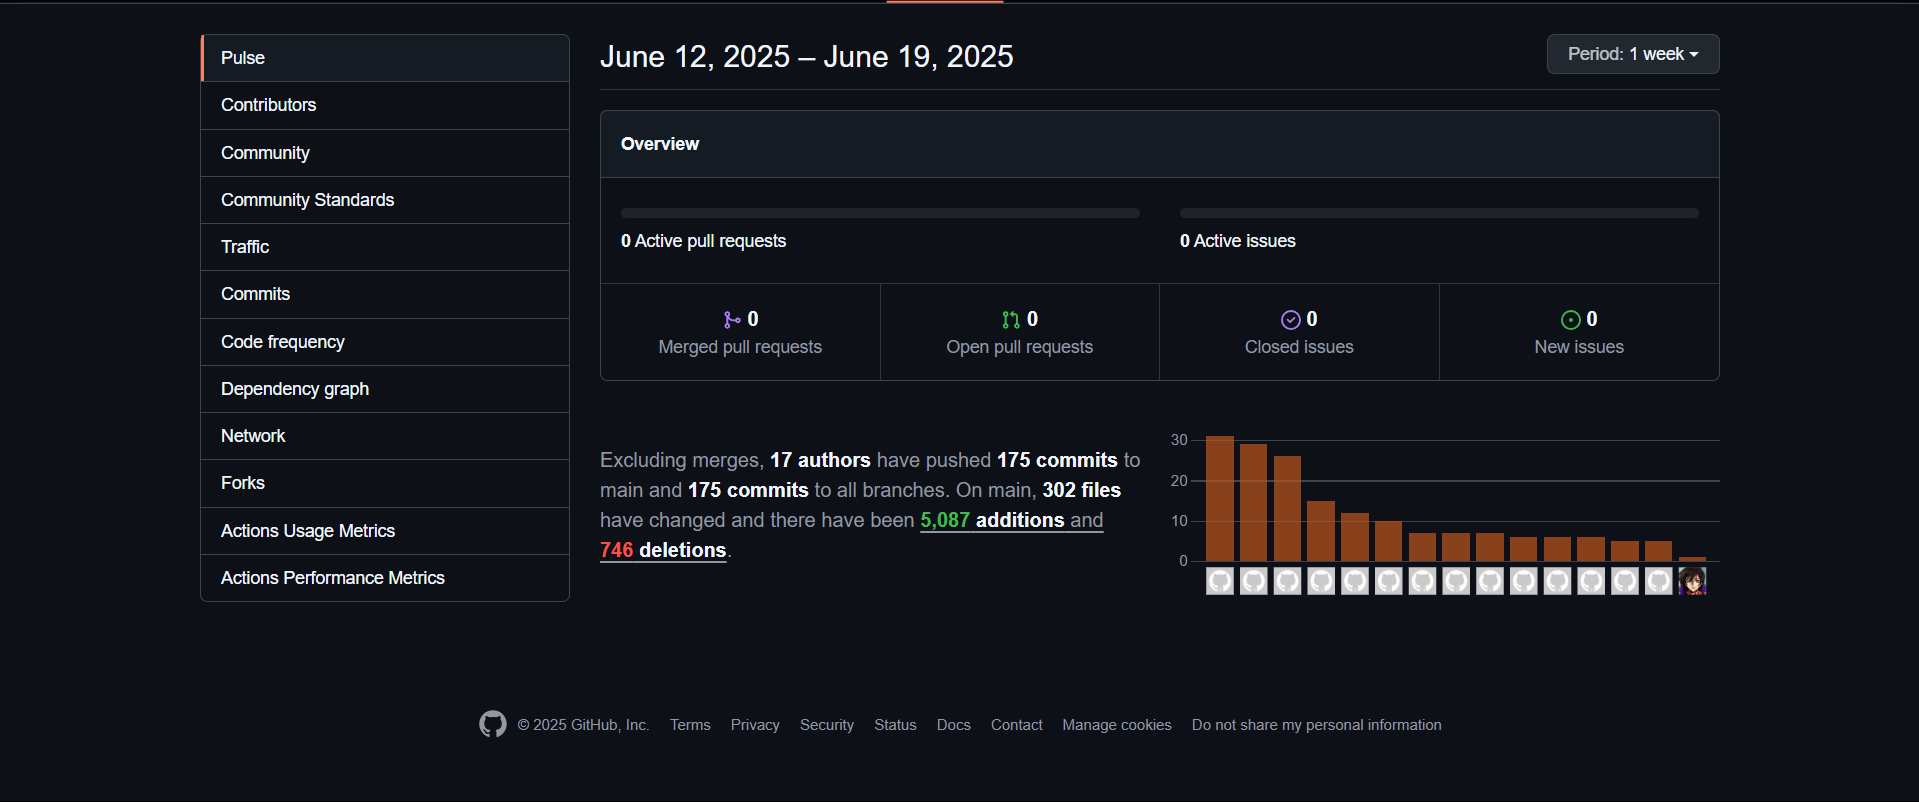 Pulse
Contributors
Community
Community Standards
Traffic
Commits
Code frequency
Dependency graph
Network
Forks
Actions Usage Metrics
Actions Performance Metrics
June 12, 2025 – June 19, 2025
Period: 1 week
Overview
0 Active pull requests
0 Active issues
0
Merged pull requests
0
Open pull requests
0
Closed issues
0
New issues
Excluding merges, 17 authors have pushed 175 commits to
main and 175 commits to all branches. On main, 302 files
have changed and there have been 5,087 additions and
746 deletions.
30
20
10
0
© 2025 GitHub, Inc. Terms Privacy Security Status Docs Contact Manage cookies Do not share my personal information